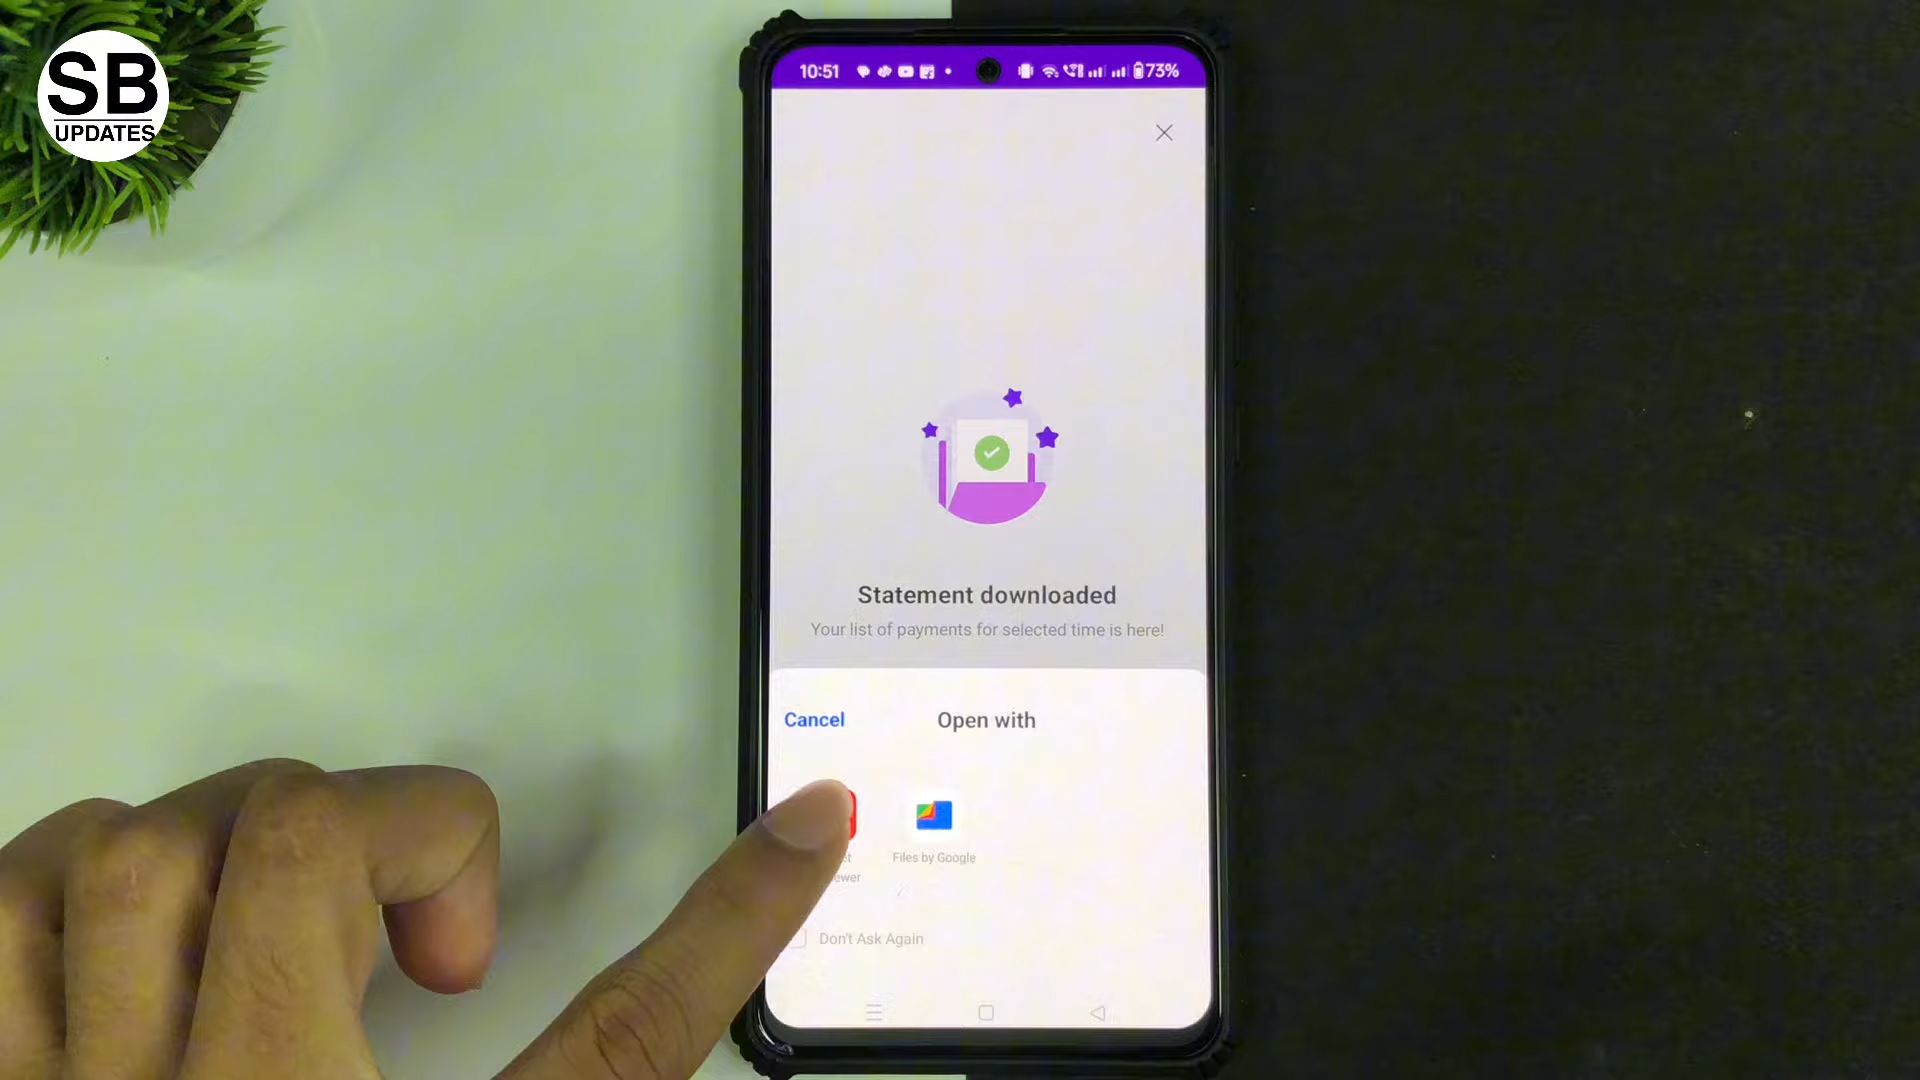 SB
UPDATES
10:51
73%
Statement downloaded
Your list of payments for selected time is here!
Cancel
Open with
Files by Google
Don't Ask Again